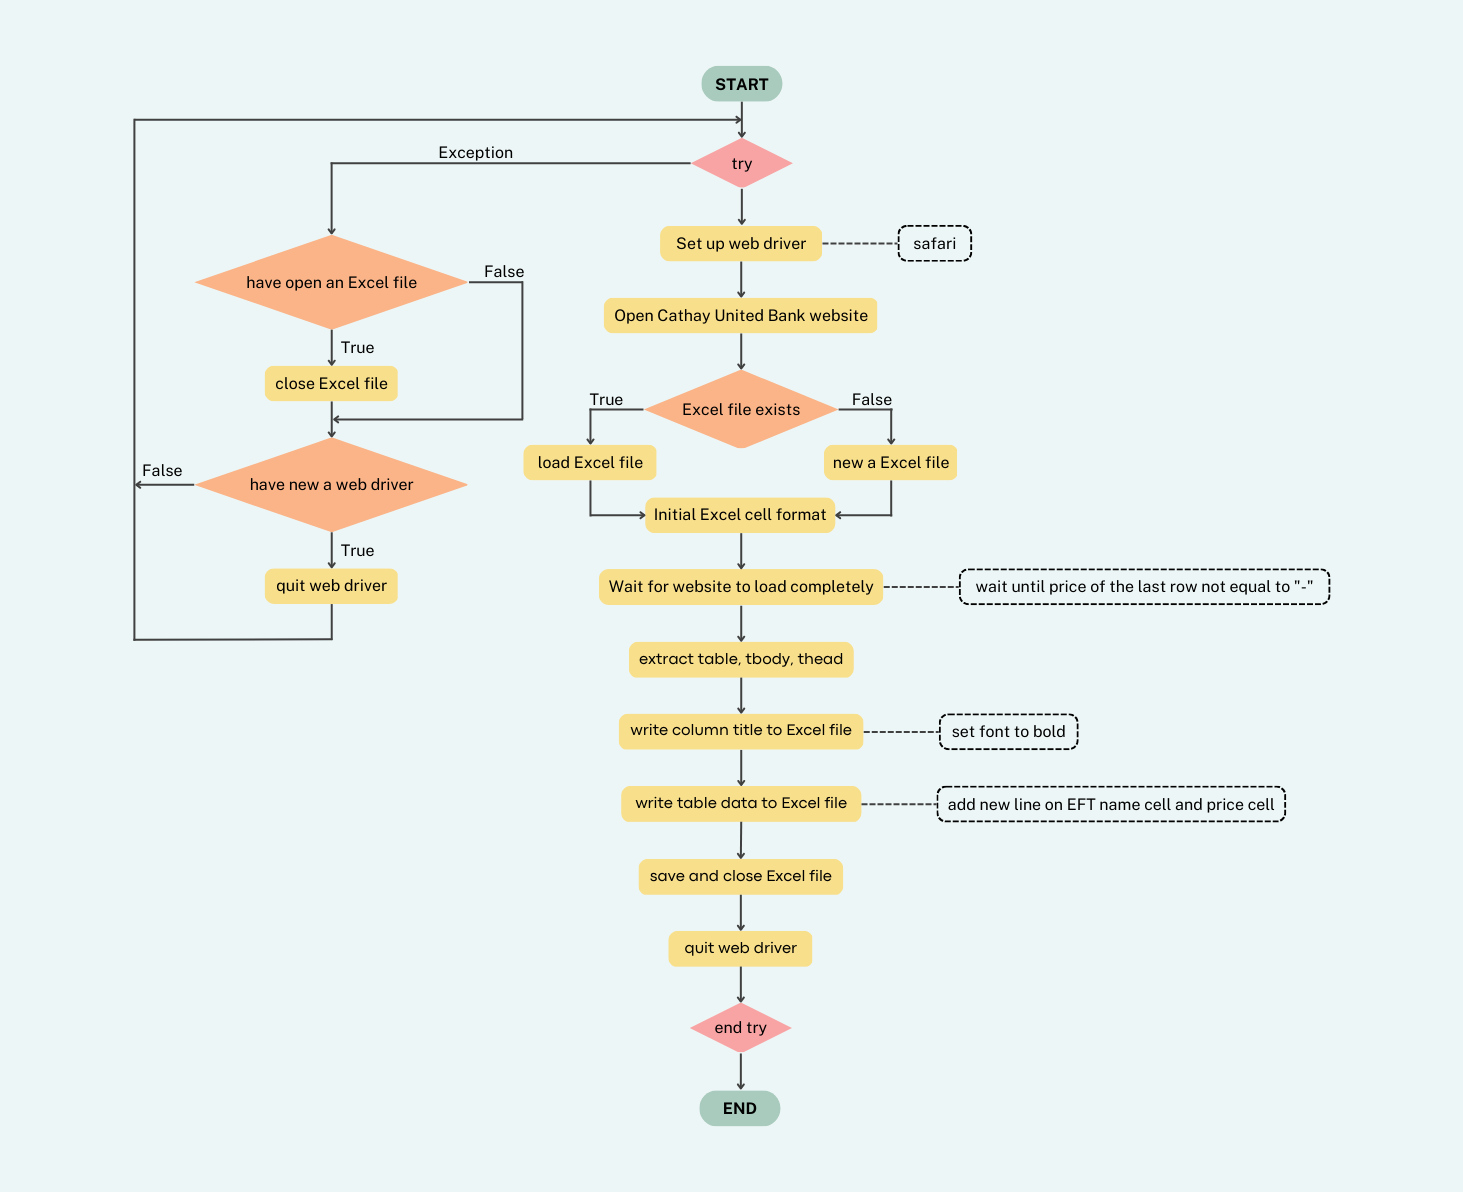 START
Exception
try
Set up web driver
safari
have open an Excel file
False
Open Cathay United Bank website
True
close Excel file
True
Excel file exists
False
load Excel file
new a Excel file
False
have new a web driver
Initial Excel cell format
True
quit web driver
Wait for website to load completely
wait until price of the last row not equal to "-"
extract table, tbody, thead
write column title to Excel file
set font to bold
write table data to Excel file
add new line on EFT name cell and price cell
save and close Excel file
quit web driver
end try
END